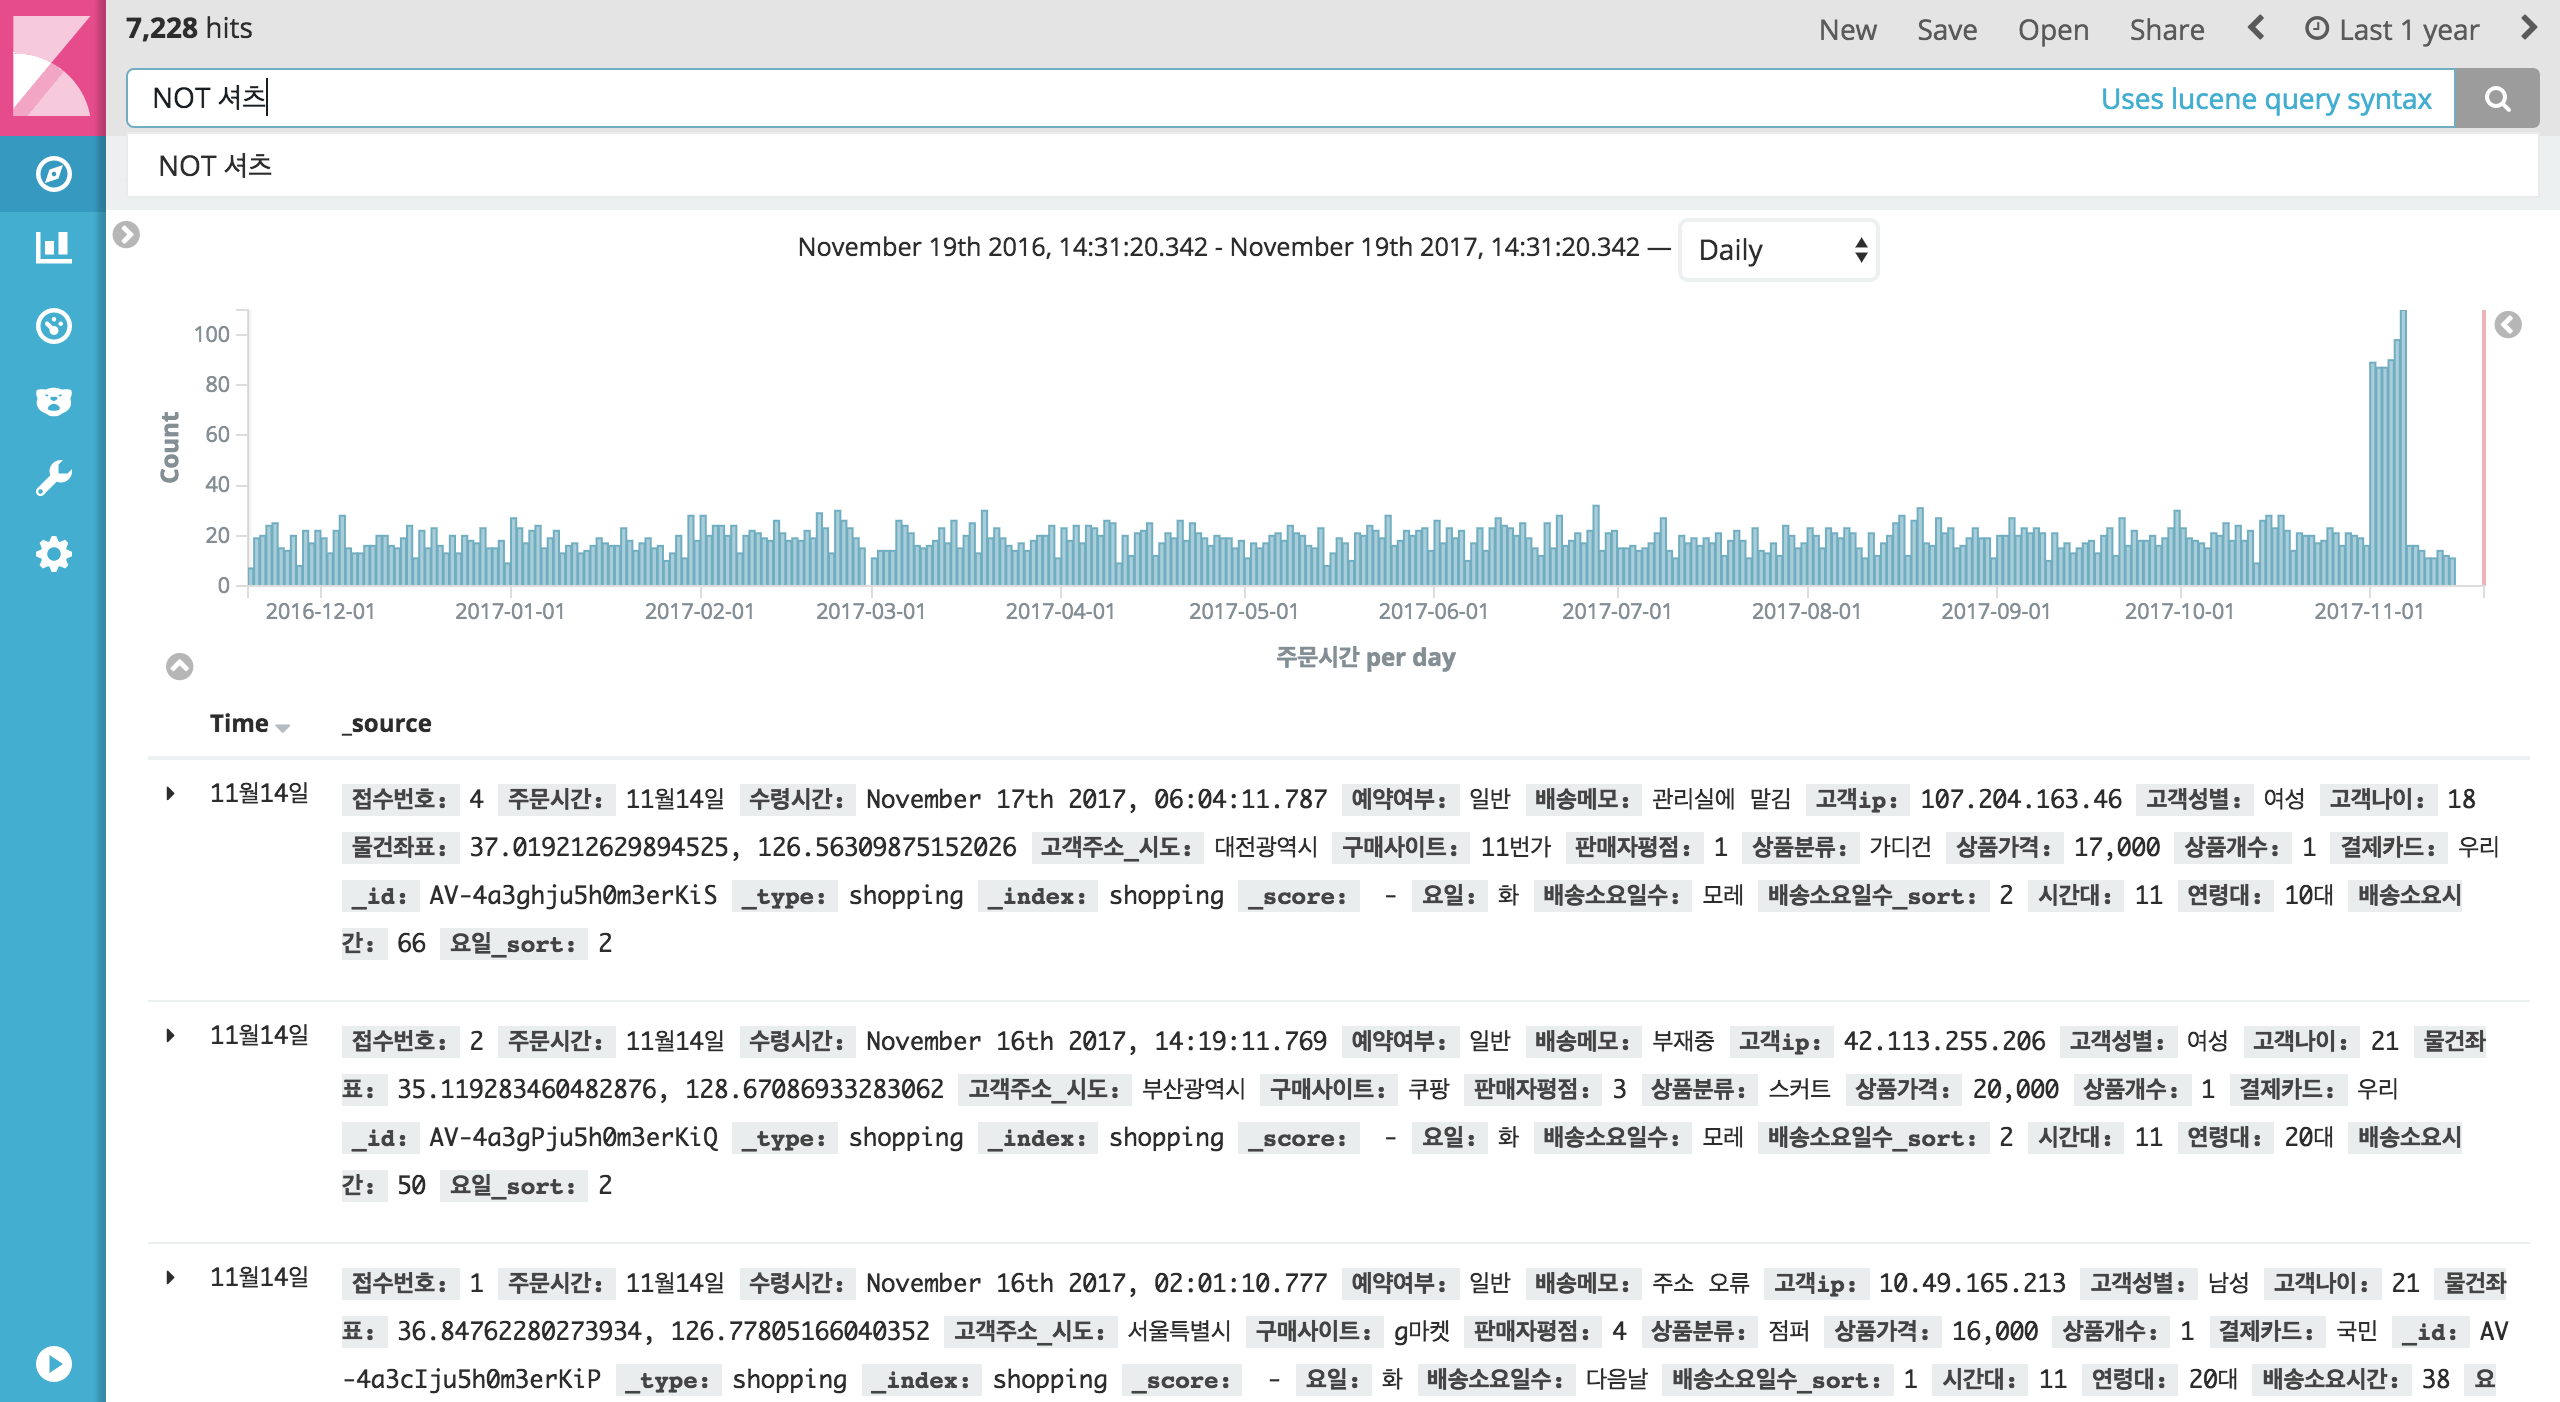 7,228 hits
New Save Open Share Last 1 year
NOT 셔츠 Uses lucene query syntax
NOT 셔츠
November 19th 2016, 14:31:20.342 - November 19th 2017, 14:31:20.342 — Daily
100
80
60
40
20
0
Count
2016-12-01 2017-01-01 2017-02-01 2017-03-01 2017-04-01 2017-05-01 2017-06-01 2017-07-01 2017-08-01 2017-09-01 2017-10-01 2017-11-01
주문시간 per day
Time _source
11월14일 접수번호: 4 주문시간: 11월14일 수령시간: November 17th 2017, 06:04:11.787 예약여부: 일반 배송메모: 관리실에 맡김 고객ip: 107.204.163.46 고객성별: 여성 고객나이: 18
물건좌표: 37.019212629894525, 126.56309875152026 고객주소_시도: 대전광역시 구매사이트: 11번가 판매자평점: 1 상품분류: 가디건 상품가격: 17,000 상품개수: 1 결제카드: 우리
_id: AV-4a3ghju5h0m3erKiS _type: shopping _index: shopping _score: - 요일: 화 배송소요일수: 모레 배송소요일수_sort: 2 시간대: 11 연령대: 10대 배송소요시
간: 66 요일_sort: 2
11월14일 접수번호: 2 주문시간: 11월14일 수령시간: November 16th 2017, 14:19:11.769 예약여부: 일반 배송메모: 부재중 고객ip: 42.113.255.206 고객성별: 여성 고객나이: 21 물건좌
표: 35.119283460482876, 128.67086933283062 고객주소_시도: 부산광역시 구매사이트: 쿠팡 판매자평점: 3 상품분류: 스커트 상품가격: 20,000 상품개수: 1 결제카드: 우리
_id: AV-4a3gPju5h0m3erKiQ _type: shopping _index: shopping _score: - 요일: 화 배송소요일수: 모레 배송소요일수_sort: 2 시간대: 11 연령대: 20대 배송소요시
간: 50 요일_sort: 2
11월14일 접수번호: 1 주문시간: 11월14일 수령시간: November 16th 2017, 02:01:10.777 예약여부: 일반 배송메모: 주소 오류 고객ip: 10.49.165.213 고객성별: 남성 고객나이: 21 물건좌
표: 36.84762280273934, 126.77805166040352 고객주소_시도: 서울특별시 구매사이트: g마켓 판매자평점: 4 상품분류: 점퍼 상품가격: 16,000 상품개수: 1 결제카드: 국민 _id: AV
-4a3cIju5h0m3erKiP _type: shopping _index: shopping _score: - 요일: 화 배송소요일수: 다음날 배송소요일수_sort: 1 시간대: 11 연령대: 20대 배송소요시간: 38 요